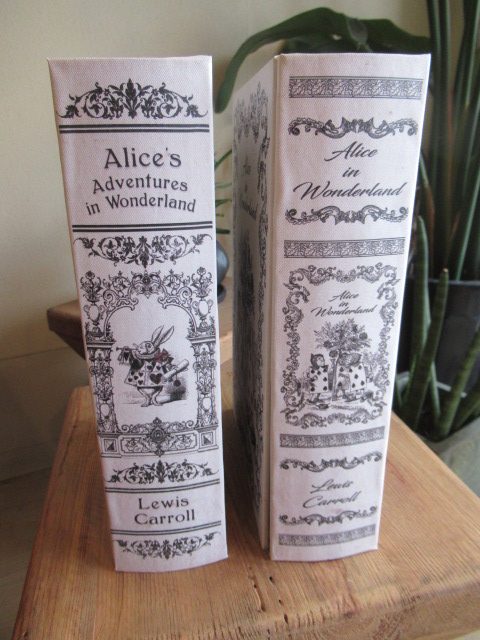 Alice's
Adventures
in Wonderland
Lewis
Carroll
Alice
in
Wonderland
Alice in
Wonderland
Lewis
Carroll